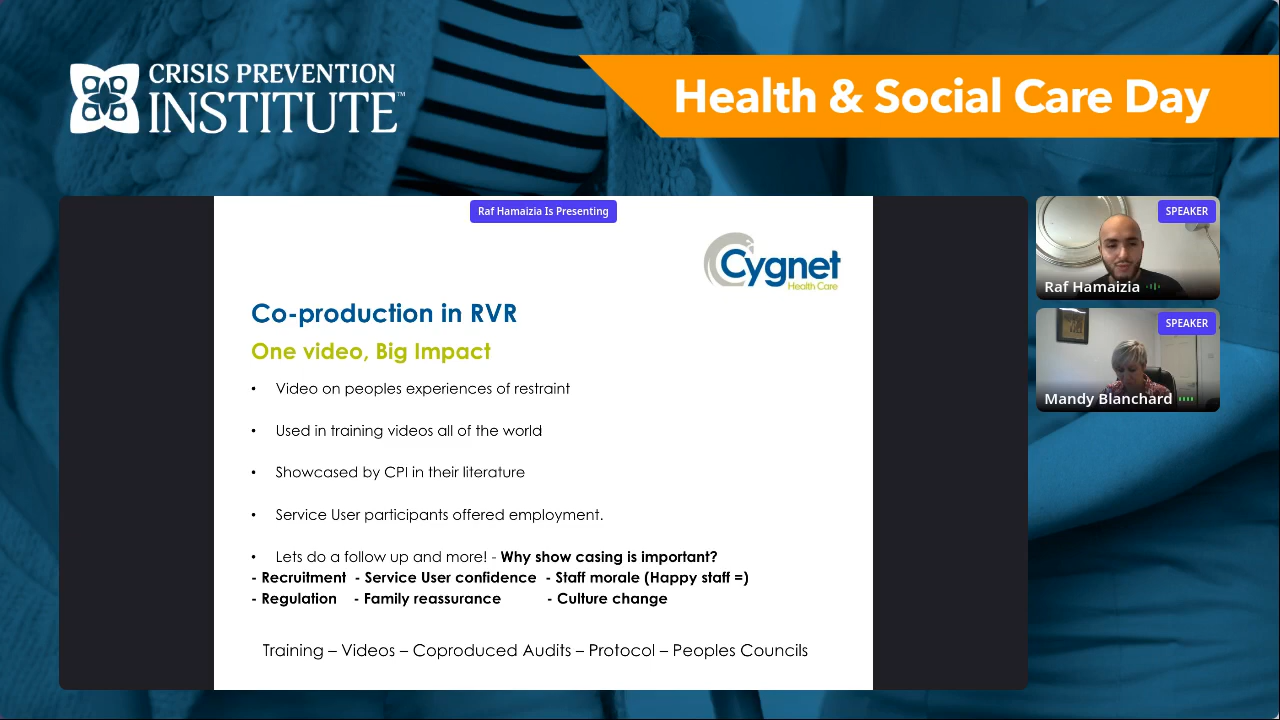 CRISIS PREVENTION
INSTITUTE™
Health & Social Care Day
Raf Hamaizia Is Presenting
Cygnet
Health Care
Co-production in RVR
One video, Big Impact
• Video on peoples experiences of restraint
• Used in training videos all of the world
• Showcased by CPI in their literature
• Service User participants offered employment.
• Lets do a follow up and more! - Why show casing is important?
- Recruitment - Service User confidence - Staff morale (Happy staff =)
- Regulation - Family reassurance - Culture change
Training – Videos – Coproduced Audits – Protocol – Peoples Councils
SPEAKER
Raf Hamaizia
SPEAKER
Mandy Blanchard